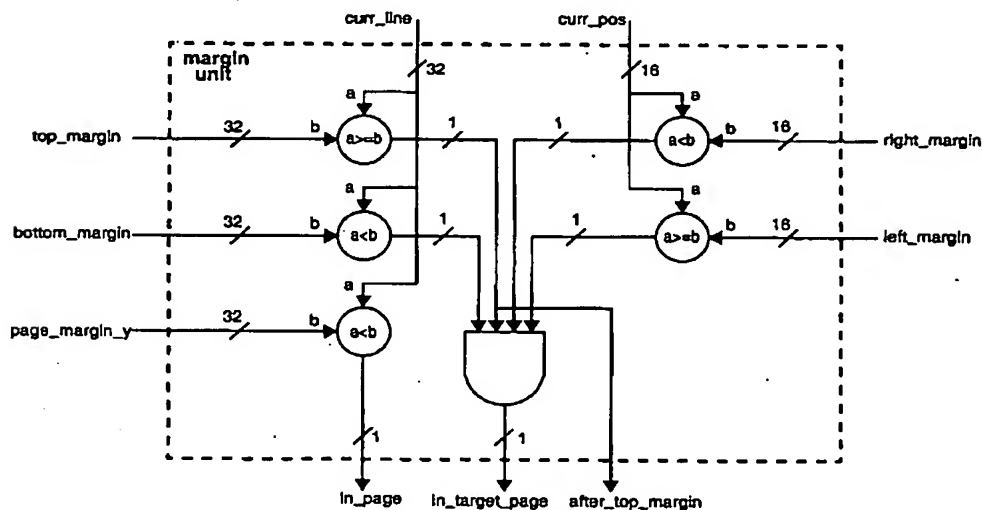 curr_line curr_pos
margin
unit
32 16
a a
top_margin 32 b a>=b 1 1 a<b b 16 right_margin
a a
bottom_margin 32 b a<b 1 1 a>=b b 16 left_margin
a
page_margin_y 32 b a<b
1 1
in_page in_target_page after_top_margin